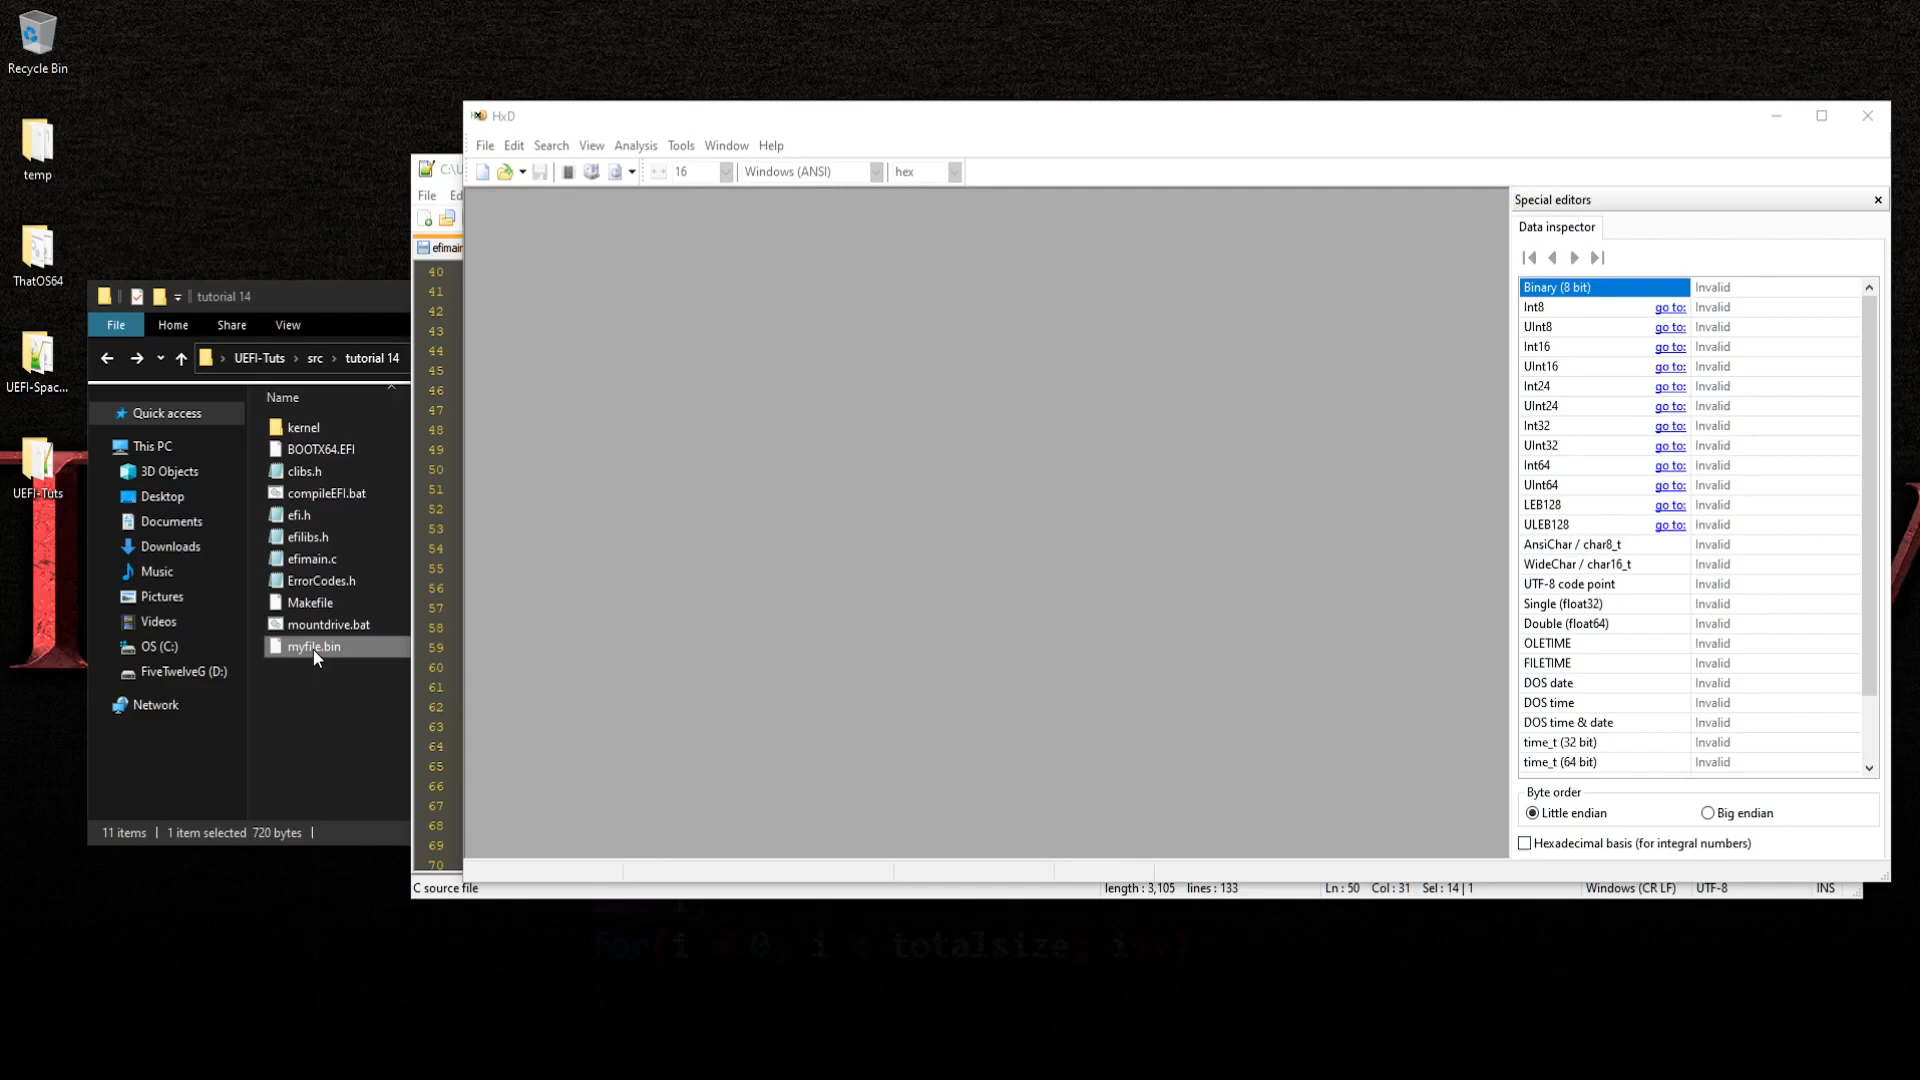 Recycle Bin
temp
ThatOS64
UEFI-Spac...
UEFI-Tuts
tutorial 14
File Home Share View
UEFI-Tuts › src › tutorial 14
Quick access
This PC
3D Objects
Desktop
Documents
Downloads
Music
Pictures
Videos
OS (C:)
FiveTwelveG (D:)
Network
Name
kernel
BOOTX64.EFI
clibs.h
compileEFI.bat
efi.h
efilibs.h
efimain.c
ErrorCodes.h
Makefile
mountdrive.bat
myfile.bin
11 items | 1 item selected 720 bytes |
C:\U
File Ed
efimain
40
41
42
43
44
45
46
47
48
49
50
51
52
53
54
55
56
57
58
59
60
61
62
63
64
65
66
67
68
69
70
C source file length : 3,105 lines : 133 Ln : 50 Col : 31 Sel : 14 | 1 Windows (CR LF) UTF-8 INS
HxD
File Edit Search View Analysis Tools Window Help
16 Windows (ANSI) hex
Special editors
Data inspector
Binary (8 bit) Invalid
Int8 go to: Invalid
UInt8 go to: Invalid
Int16 go to: Invalid
UInt16 go to: Invalid
Int24 go to: Invalid
UInt24 go to: Invalid
Int32 go to: Invalid
UInt32 go to: Invalid
Int64 go to: Invalid
UInt64 go to: Invalid
LEB128 go to: Invalid
ULEB128 go to: Invalid
AnsiChar / char8_t Invalid
WideChar / char16_t Invalid
UTF-8 code point Invalid
Single (float32) Invalid
Double (float64) Invalid
OLETIME Invalid
FILETIME Invalid
DOS date Invalid
DOS time Invalid
DOS time & date Invalid
time_t (32 bit) Invalid
time_t (64 bit) Invalid
Byte order
Little endian Big endian
Hexadecimal basis (for integral numbers)
for(i = 0; i < totalsize; i++)